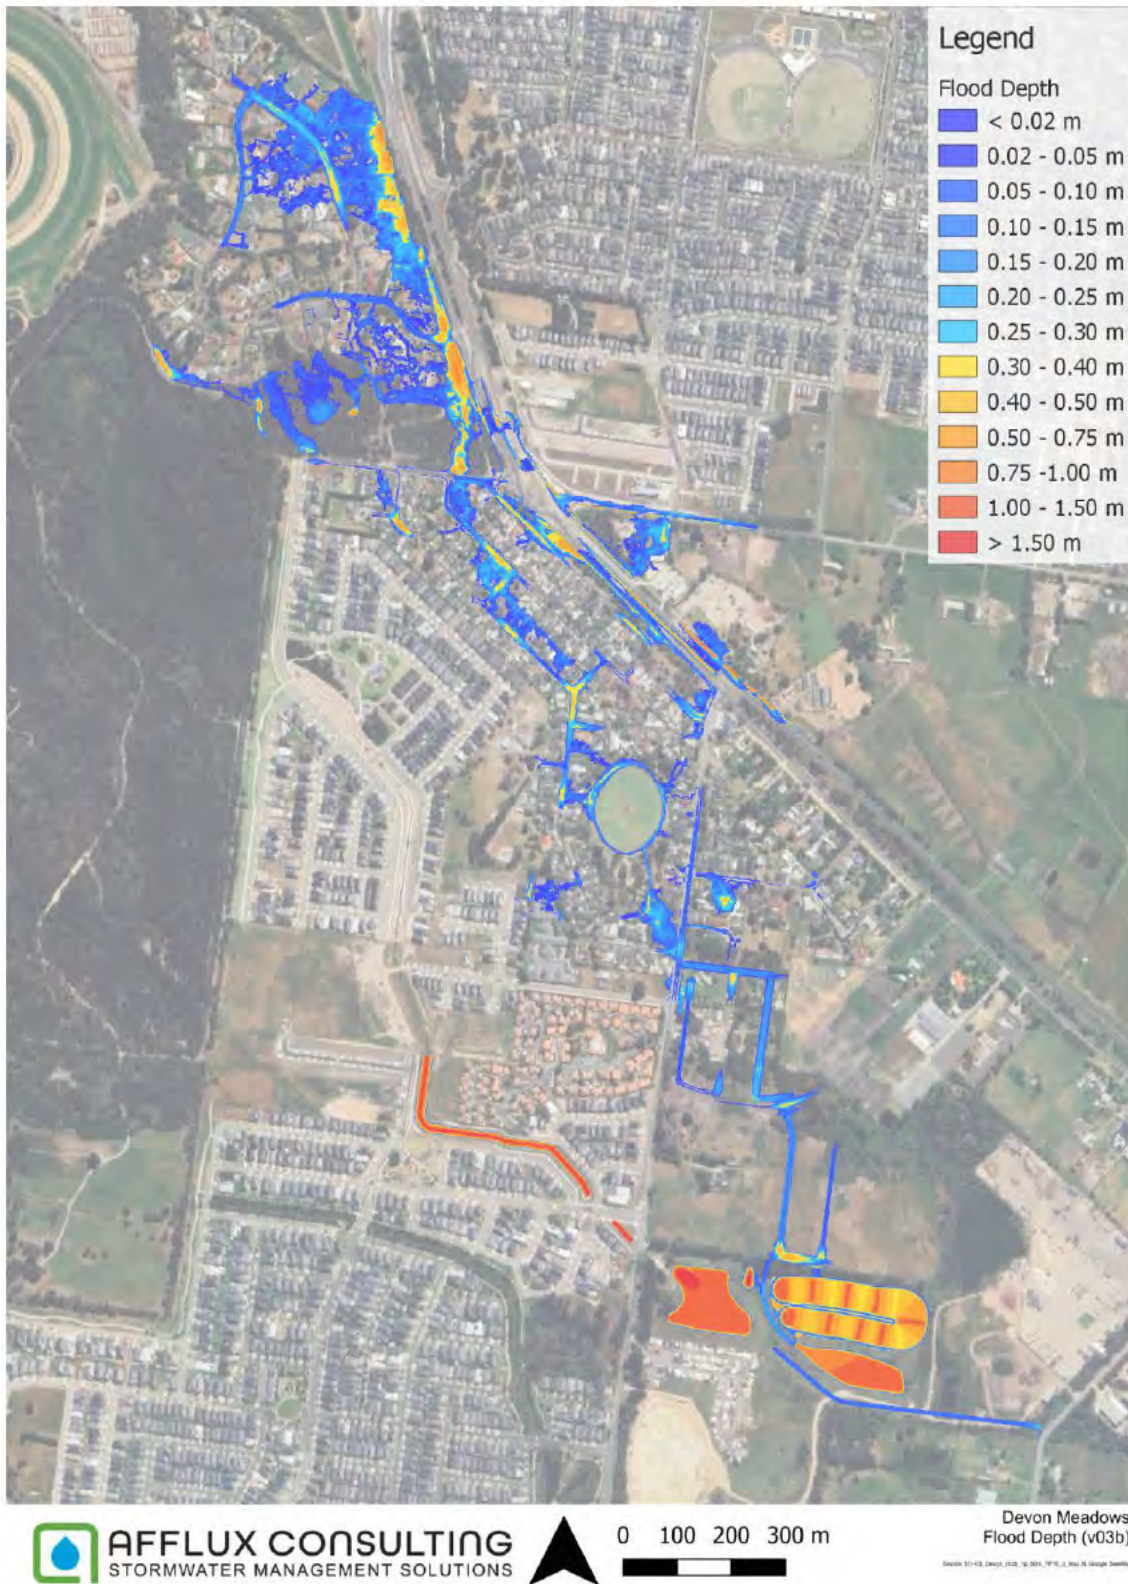 Legend
Flood Depth
< 0.02 m
0.02 - 0.05 m
0.05 - 0.10 m
0.10 - 0.15 m
0.15 - 0.20 m
0.20 - 0.25 m
0.25 - 0.30 m
0.30 - 0.40 m
0.40 - 0.50 m
0.50 - 0.75 m
0.75 -1.00 m
1.00 - 1.50 m
> 1.50 m
AFFLUX CONSULTING
STORMWATER MANAGEMENT SOLUTIONS
0 100 200 300 m
Devon Meadows
Flood Depth (v03b)